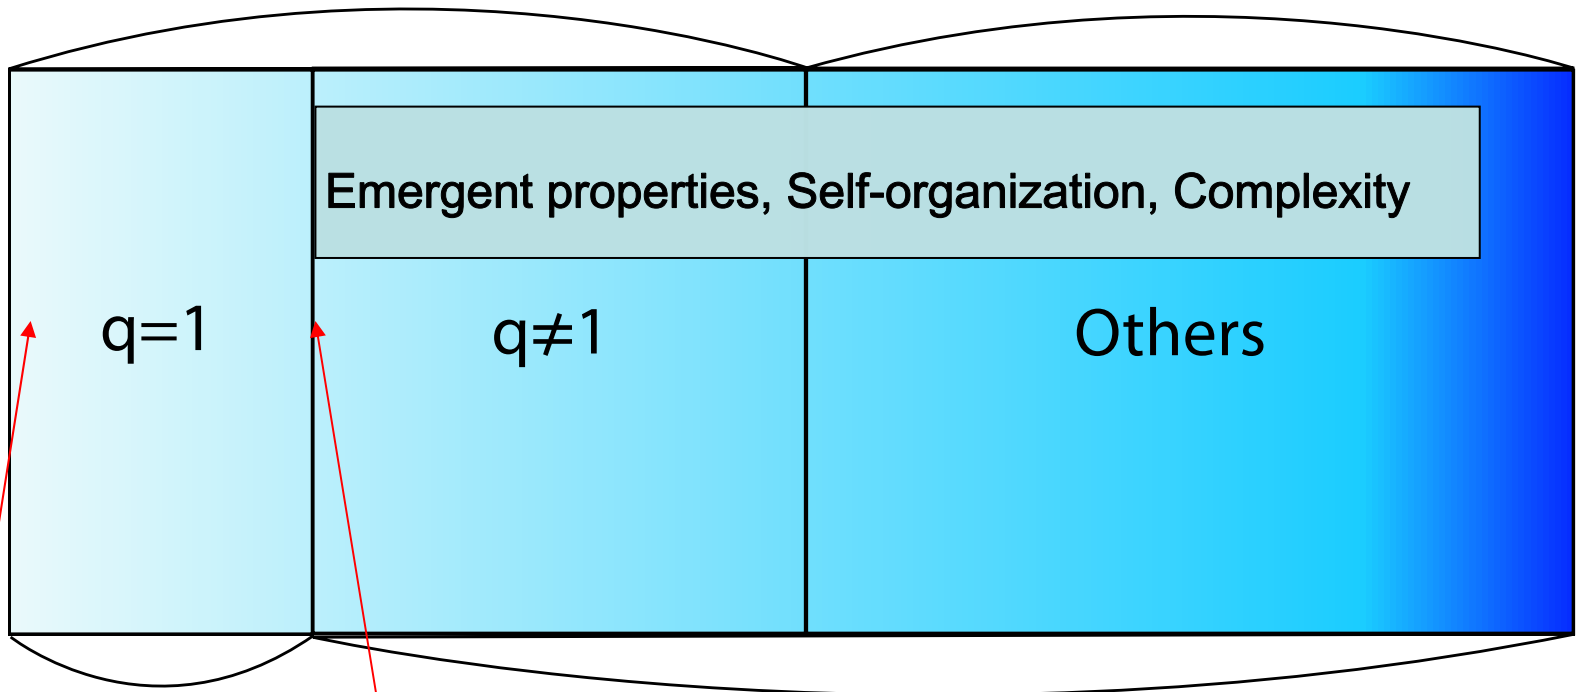 Emergent properties, Self-organization, Complexity
q=1
q≠1
Others